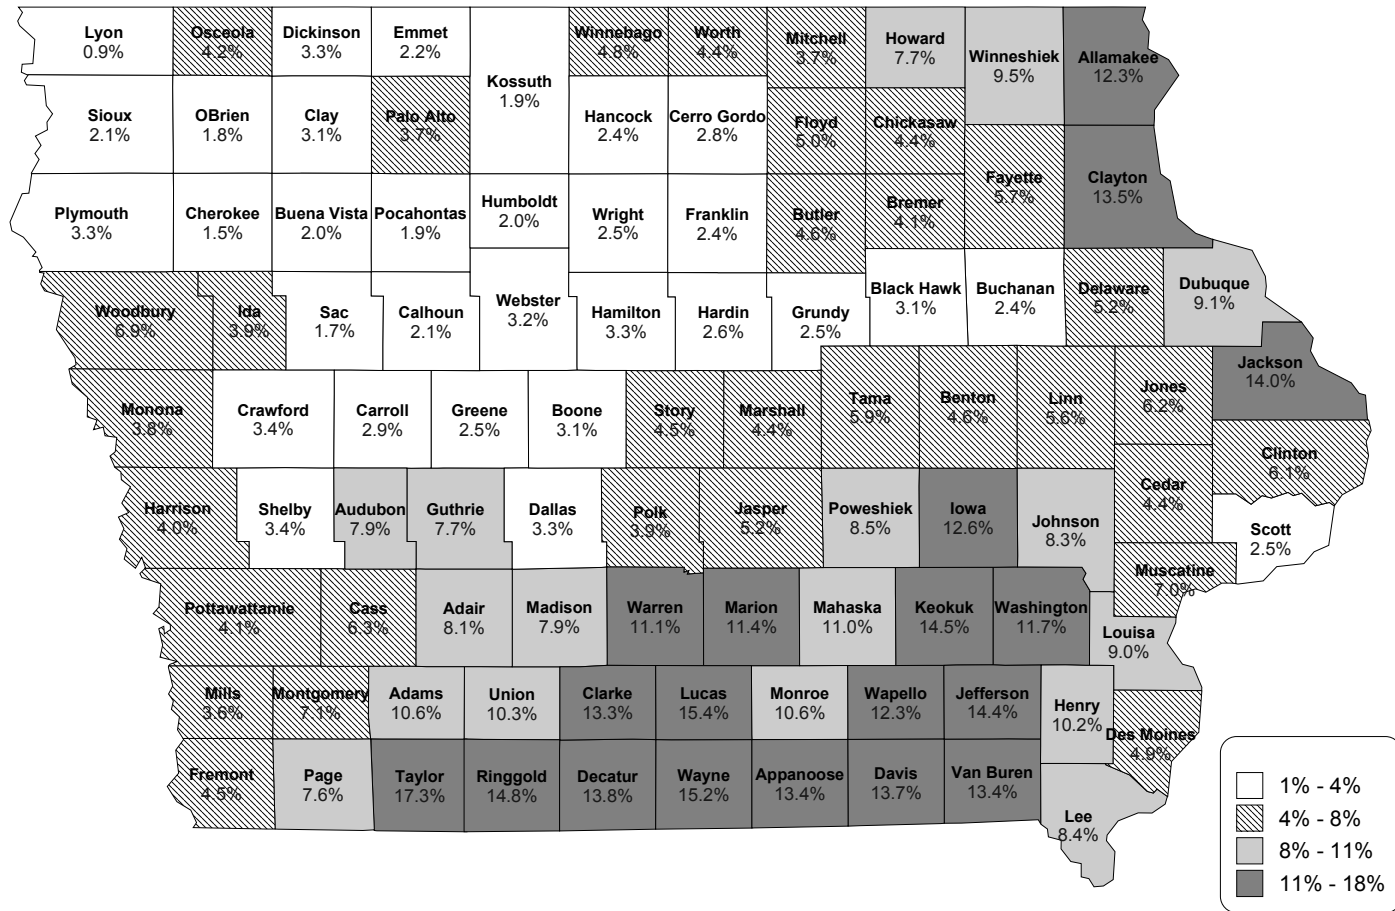 Lyon
0.9%
Osceola
4.2%
Dickinson
3.3%
Emmet
2.2%
Kossuth
1.9%
Winnebago
4.8%
Worth
4.4%
Mitchell
3.7%
Howard
7.7%
Winneshiek
9.5%
Allamakee
12.3%
Sioux
2.1%
OBrien
1.8%
Clay
3.1%
Palo Alto
3.7%
Hancock
2.4%
Cerro Gordo
2.8%
Floyd
5.0%
Chickasaw
4.4%
Fayette
5.7%
Clayton
13.5%
Plymouth
3.3%
Cherokee
1.5%
Buena Vista
2.0%
Pocahontas
1.9%
Humboldt
2.0%
Wright
2.5%
Franklin
2.4%
Butler
4.6%
Bremer
4.1%
Woodbury
6.9%
Ida
3.9%
Sac
1.7%
Calhoun
2.1%
Webster
3.2%
Hamilton
3.3%
Hardin
2.6%
Grundy
2.5%
Black Hawk
3.1%
Buchanan
2.4%
Delaware
5.2%
Dubuque
9.1%
Jackson
14.0%
Monona
3.8%
Crawford
3.4%
Carroll
2.9%
Greene
2.5%
Boone
3.1%
Story
4.5%
Marshall
4.4%
Tama
5.9%
Benton
4.6%
Linn
5.6%
Jones
6.2%
Clinton
6.1%
Harrison
4.0%
Shelby
3.4%
Audubon
7.9%
Guthrie
7.7%
Dallas
3.3%
Polk
3.9%
Jasper
5.2%
Poweshiek
8.5%
Iowa
12.6%
Johnson
8.3%
Cedar
4.4%
Scott
2.5%
Muscatine
7.0%
Pottawattamie
4.1%
Cass
6.3%
Adair
8.1%
Madison
7.9%
Warren
11.1%
Marion
11.4%
Mahaska
11.0%
Keokuk
14.5%
Washington
11.7%
Louisa
9.0%
Mills
3.6%
Montgomery
7.1%
Adams
10.6%
Union
10.3%
Clarke
13.3%
Lucas
15.4%
Monroe
10.6%
Wapello
12.3%
Jefferson
14.4%
Henry
10.2%
Des Moines
4.9%
Fremont
4.5%
Page
7.6%
Taylor
17.3%
Ringgold
14.8%
Decatur
13.8%
Wayne
15.2%
Appanoose
13.4%
Davis
13.7%
Van Buren
13.4%
Lee
8.4%
1% - 4%
4% - 8%
8% - 11%
11% - 18%